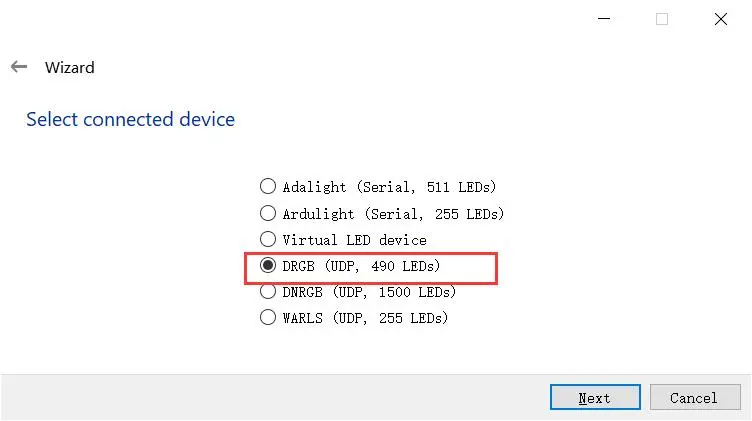 Wizard
Select connected device
Adalight (Serial, 511 LEDs)
Ardulight (Serial, 255 LEDs)
Virtual LED device
DRGB (UDP, 490 LEDs)
DNRGB (UDP, 1500 LEDs)
WARLS (UDP, 255 LEDs)
Next
Cancel